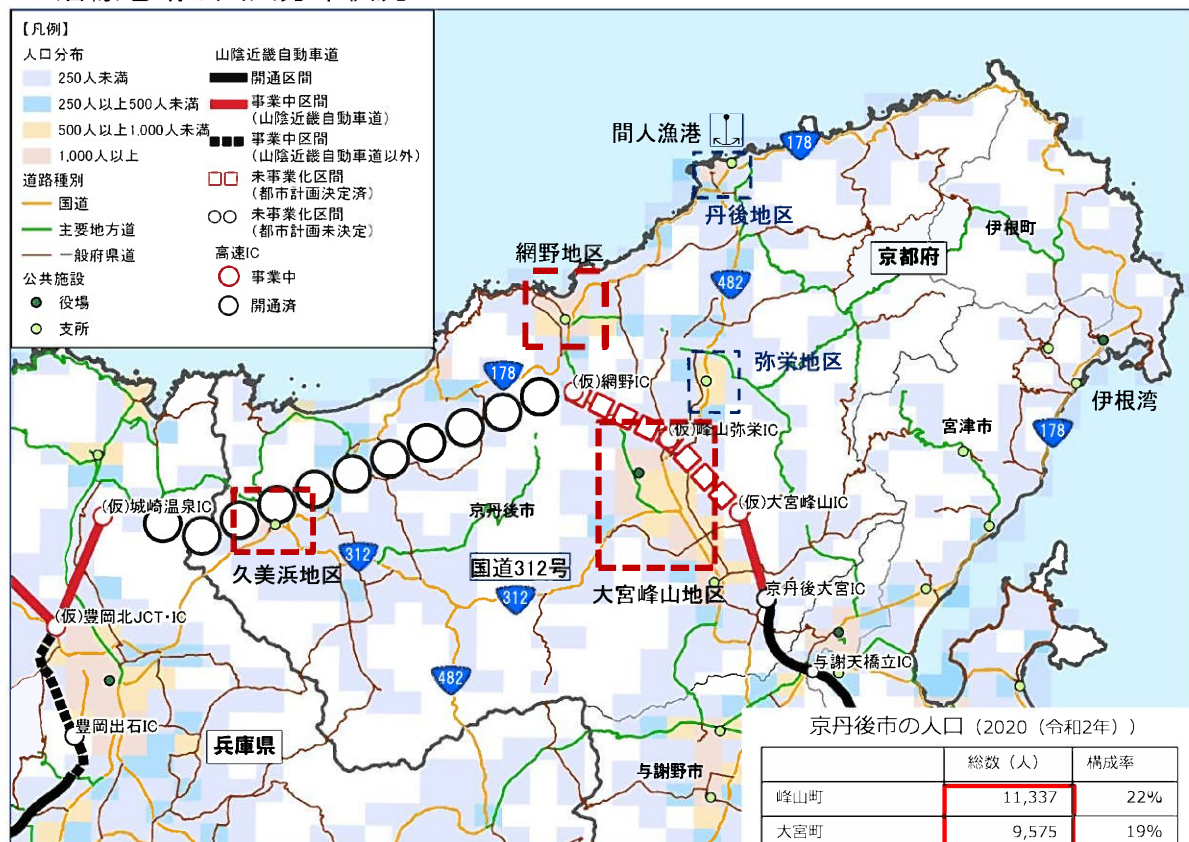 【凡例】
人口分布
250人未満
250人以上500人未満
500人以上1,000人未満
1,000人以上
道路種別
国道
主要地方道
一般府県道
公共施設
役場
支所
山陰近畿自動車道
開通区間
事業中区間
(山陰近畿自動車道)
事業中区間
(山陰近畿自動車道以外)
未事業化区間
(都市計画決定済)
未事業化区間
(都市計画未決定)
高速IC
事業中
開通済
間人漁港
178
丹後地区
伊根町
京都府
網野地区
482
弥栄地区
178
(仮)網野IC
伊根湾
(仮)峰山弥栄IC
宮津市
178
(仮)城崎温泉IC
京丹後市
(仮)大宮峰山IC
久美浜地区
312
国道312号
312
大宮峰山地区
京丹後大宮IC
(仮)豊岡北JCT・IC
与謝天橋立IC
482
豊岡出石IC
兵庫県
与謝野市
京丹後市の人口（2020（令和2年））
総数（人） 構成率
峰山町 11,337 22%
大宮町 9,575 19%